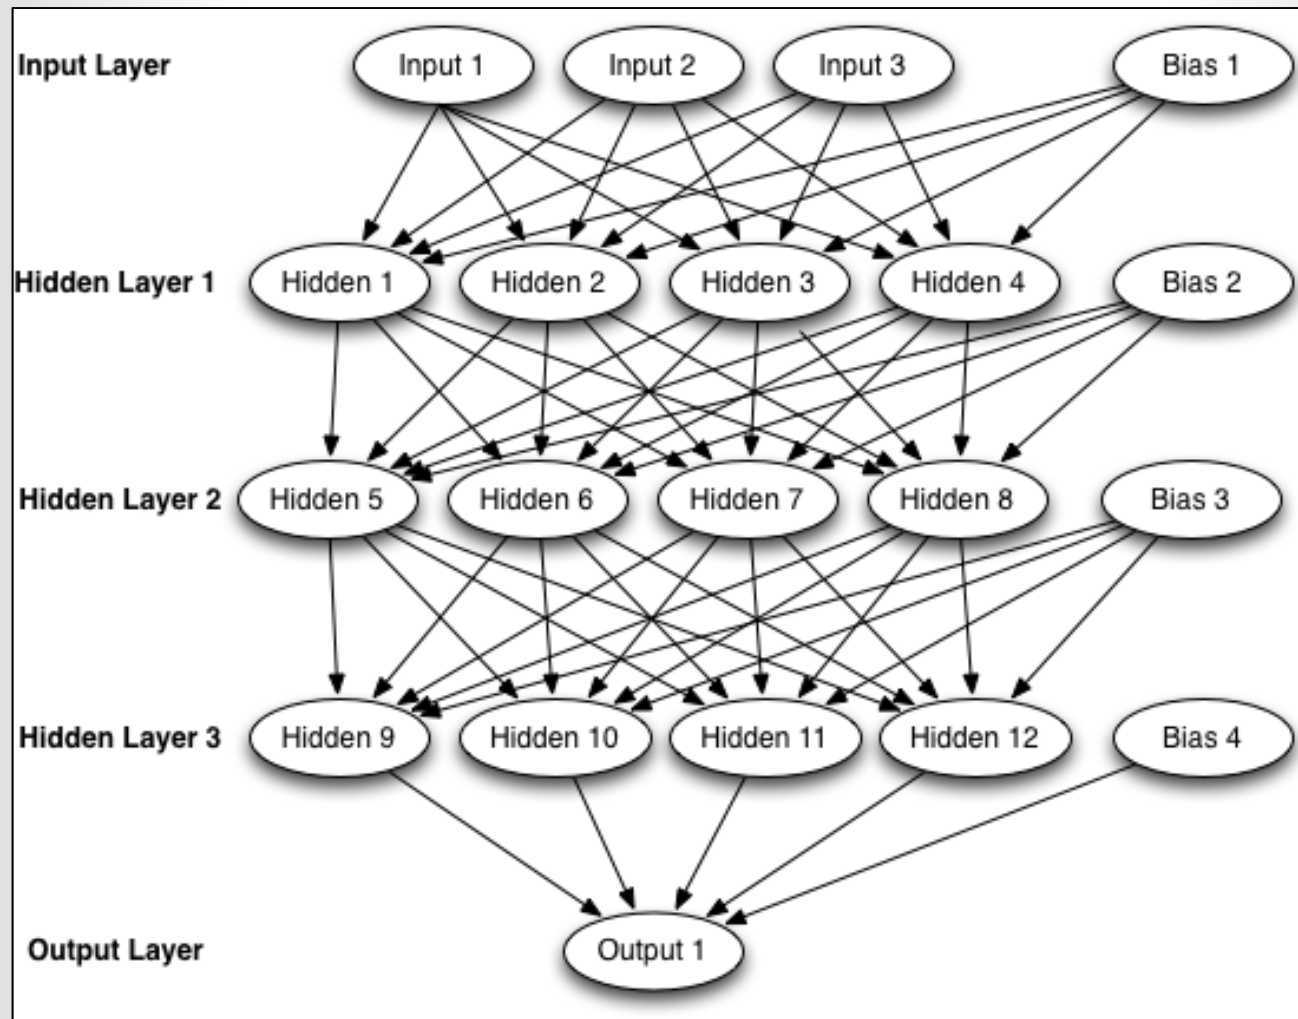 Input Layer Input 1 Input 2 Input 3 Bias 1
Hidden Layer 1 Hidden 1 Hidden 2 Hidden 3 Hidden 4 Bias 2
Hidden Layer 2 Hidden 5 Hidden 6 Hidden 7 Hidden 8 Bias 3
Hidden Layer 3 Hidden 9 Hidden 10 Hidden 11 Hidden 12 Bias 4
Output Layer Output 1